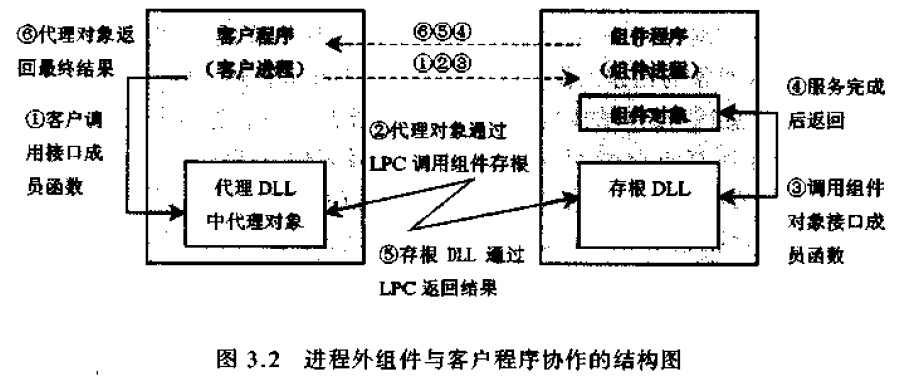 ⑥代理对象返
回最终结果
客户程序
（客户进程）
①客户调
用接口成
员函数
代理 DLL
中代理对象
⑥⑤④
①②③
②代理对象通过
LPC 调用组件存根
⑤存根 DLL 通过
LPC 返回结果
组件程序
（组件进程）
组件对象
存根 DLL
④服务完成
后返回
③调用组件
对象接口成
员函数
图 3.2 进程外组件与客户程序协作的结构图